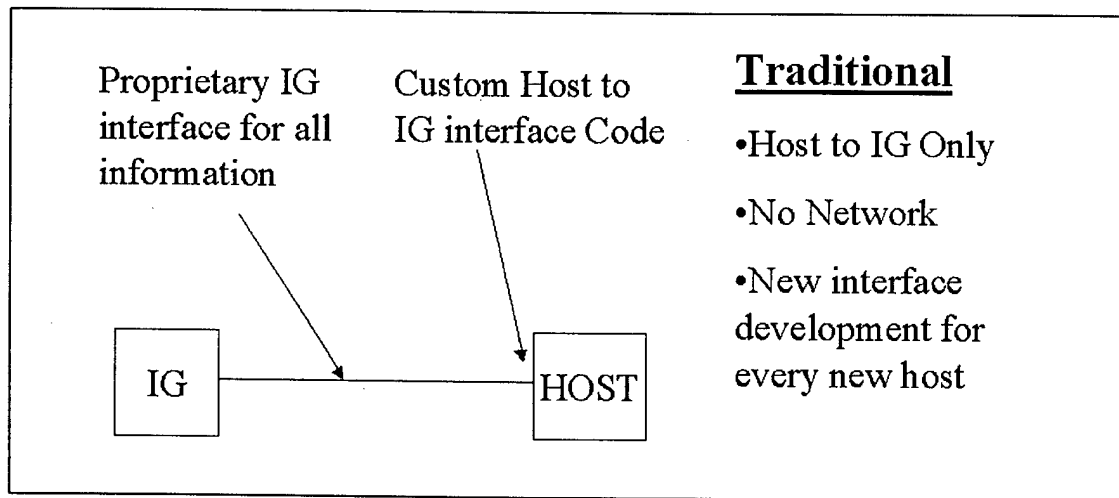 Proprietary IG
interface for all
information
Custom Host to
IG interface Code
IG
HOST
Traditional
•Host to IG Only
•No Network
•New interface
development for
every new host